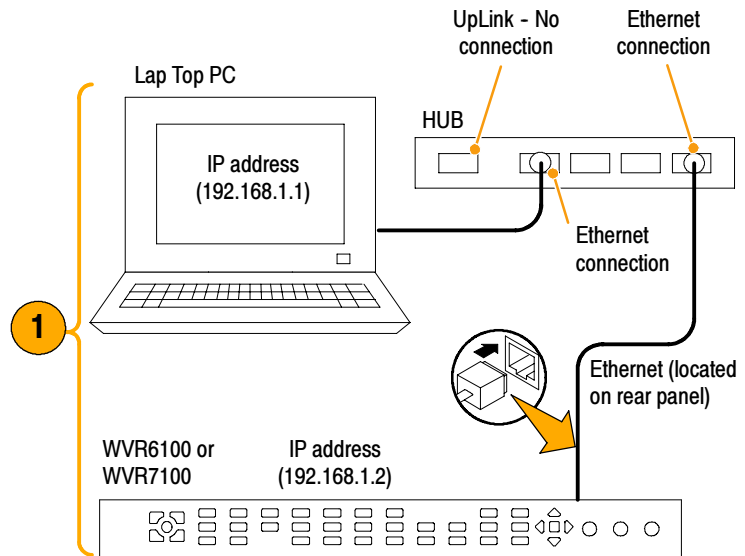 UpLink - No
connection
Ethernet
connection
Lap Top PC
HUB
IP address
(192.168.1.1)
Ethernet
connection
1
Ethernet (located
on rear panel)
WVR6100 or
WVR7100
IP address
(192.168.1.2)